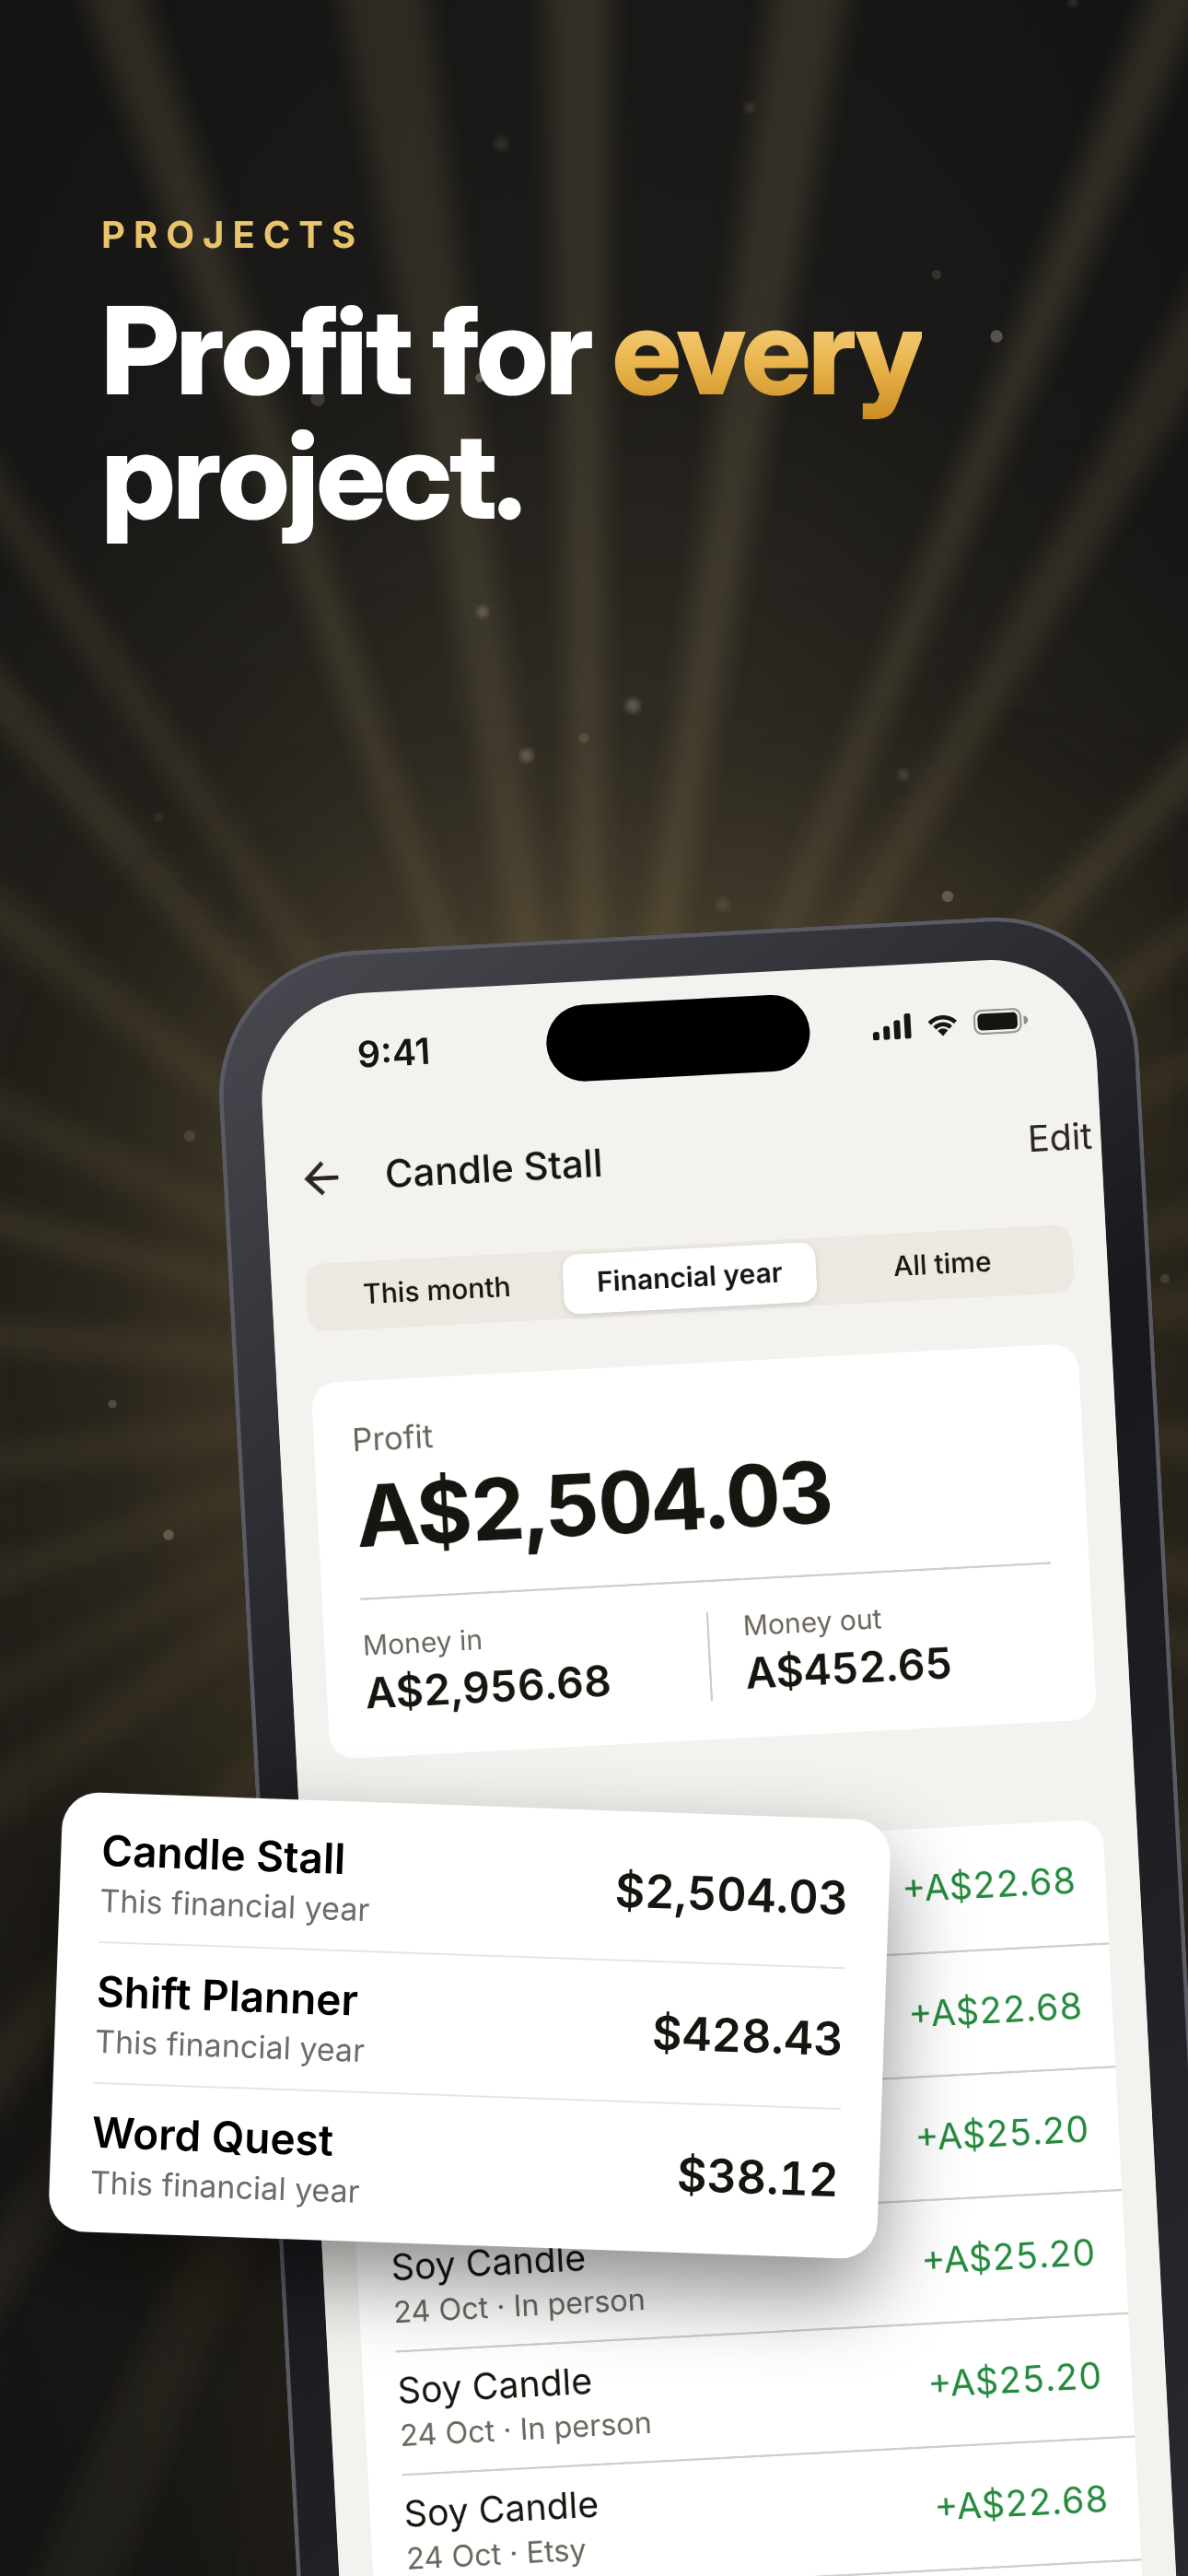 PROJECTS
Profit for every
project.
9:41
Candle Stall
Edit
This month
Financial year
All time
Profit
A$2,504.03
Money in
A$2,956.68
Money out
A$452.65
Candle Stall
This financial year
$2,504.03
Shift Planner
This financial year
$428.43
Word Quest
This financial year
$38.12
+A$22.68
+A$22.68
+A$25.20
Soy Candle
24 Oct · In person
+A$25.20
Soy Candle
24 Oct · In person
+A$25.20
Soy Candle
24 Oct · Etsy
+A$22.68